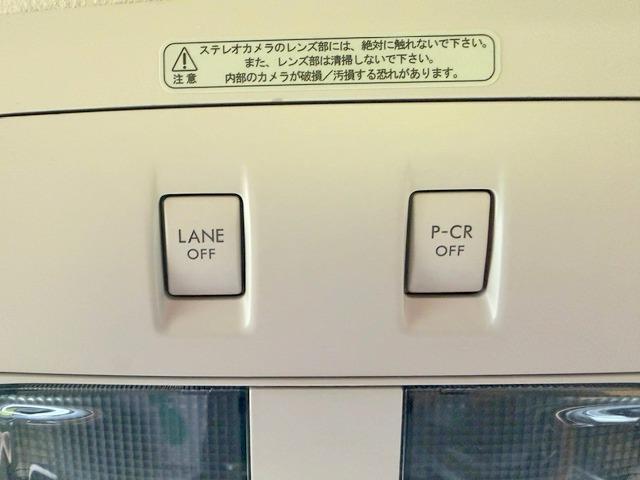 ステレオカメラのレンズ部には、絶対に触れないで下さい。
また、レンズ部は清掃しないで下さい。
内部のカメラが破損／汚損する恐れがあります。
注意
LANE
OFF
P-CR
OFF